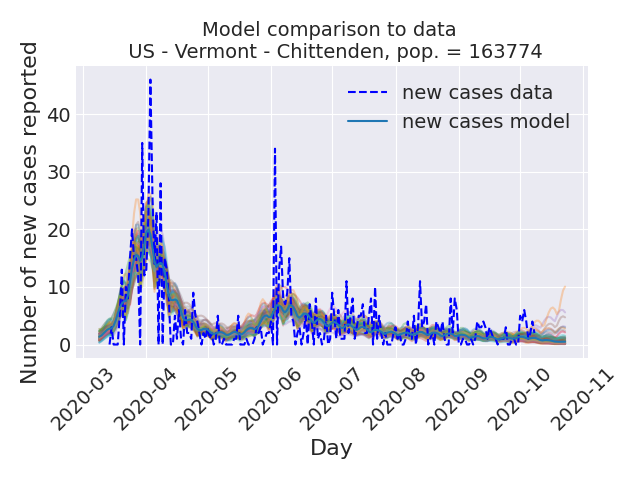 Model comparison to data
US - Vermont - Chittenden, pop. = 163774
new cases data
new cases model
Number of new cases reported
40
30
20
10
0
2020-03
2020-04
2020-05
2020-06
2020-07
2020-08
2020-09
2020-10
2020-11
Day